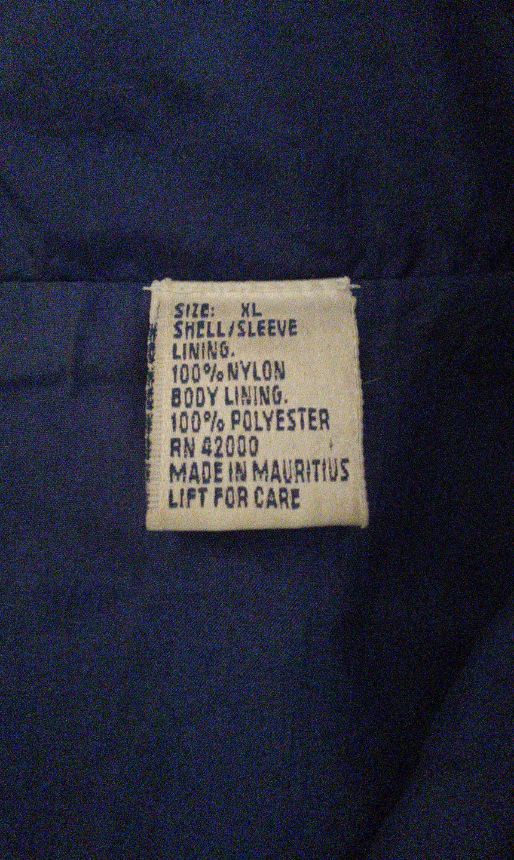 SIZE: XL
SHELL/SLEEVE
LINING.
100% NYLON
BODY LINING.
100% POLYESTER
RN 42000
MADE IN MAURITIUS
LIFT FOR CARE